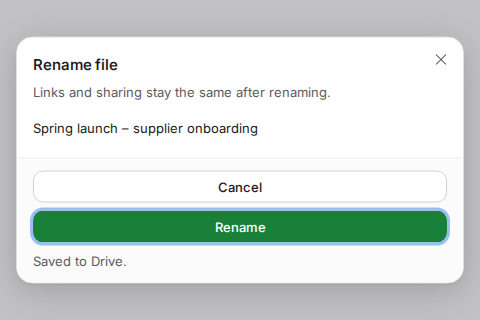 Rename file
Links and sharing stay the same after renaming.
Spring launch – supplier onboarding
Cancel
Rename
Saved to Drive.